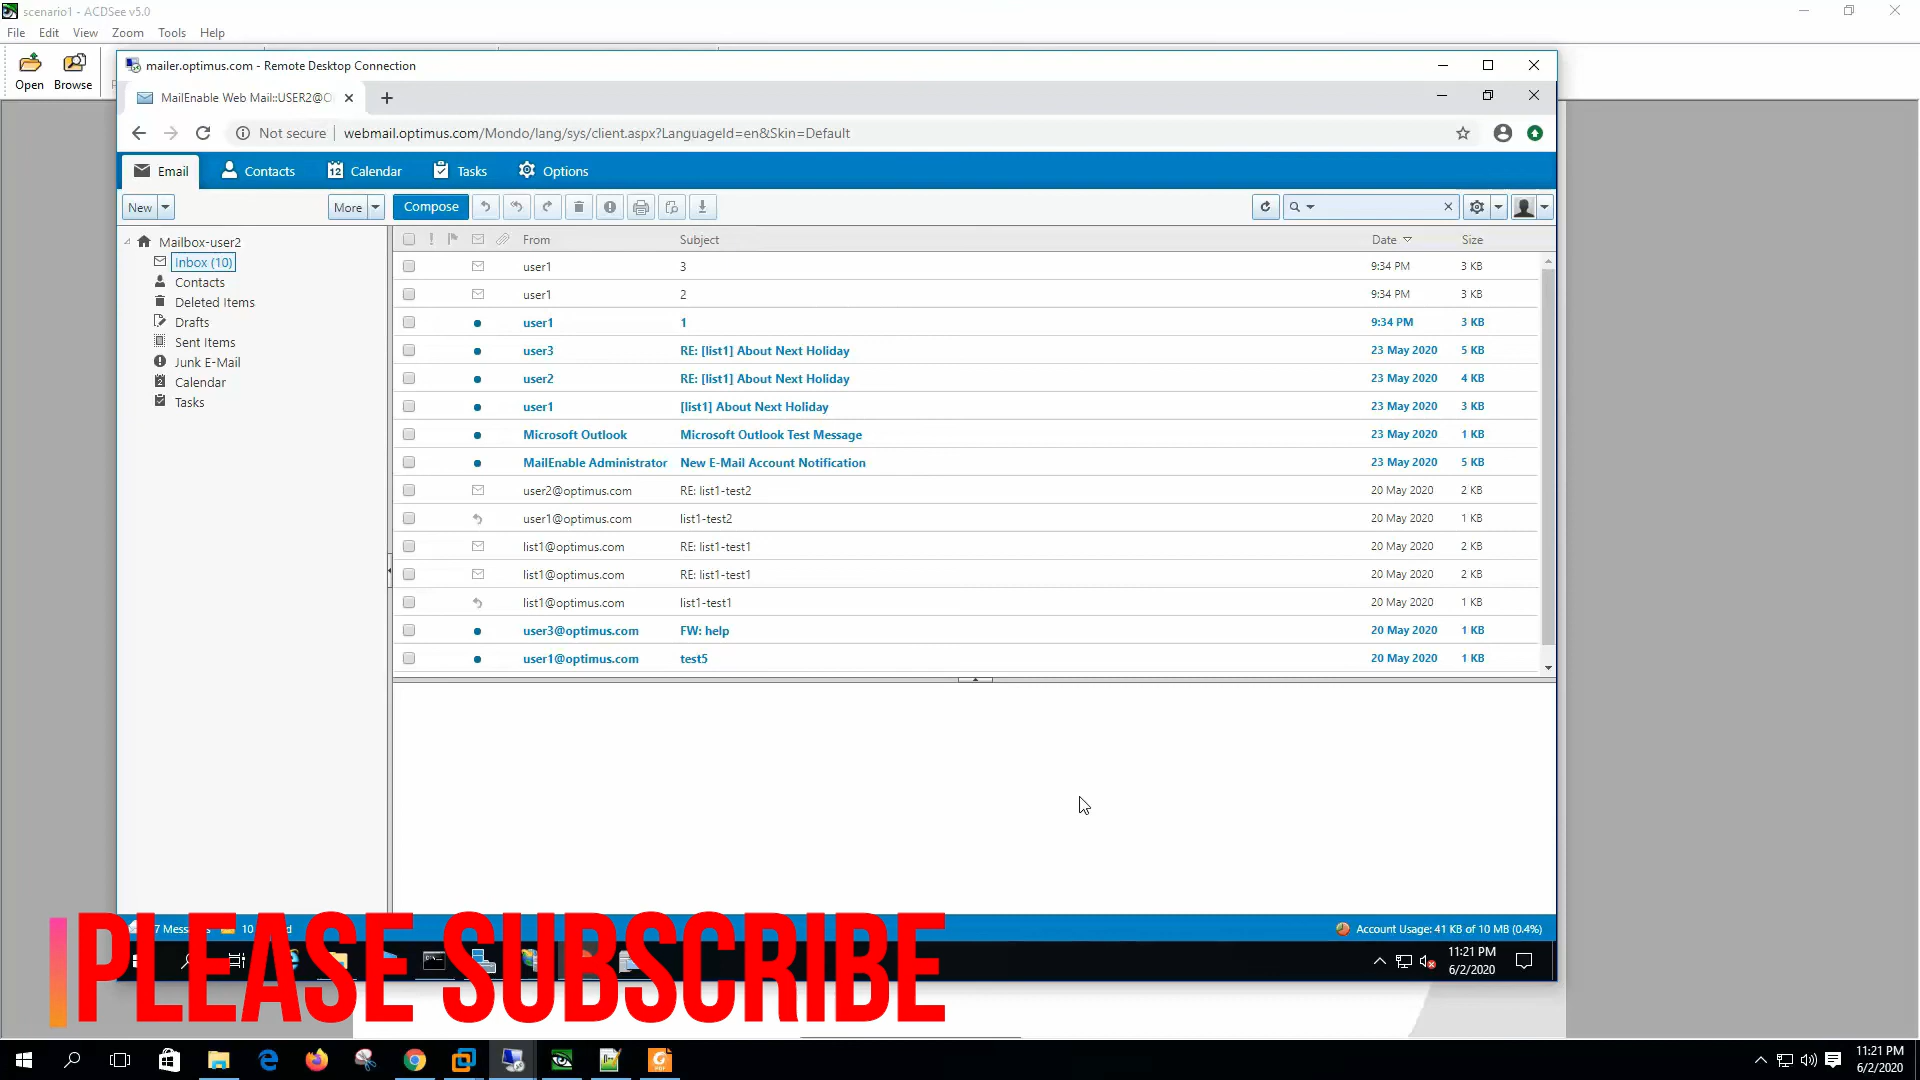 scenario1 - ACDSee v5.0
File Edit View Zoom Tools Help
Open Browse
mailer.optimus.com - Remote Desktop Connection
MailEnable Web Mail::USER2@O
Not secure webmail.optimus.com/Mondo/lang/sys/client.aspx?LanguageId=en&Skin=Default
Email Contacts 12 Calendar Tasks Options
New More Compose
Mailbox-user2
Inbox (10)
Contacts
Deleted Items
Drafts
Sent Items
Junk E-Mail
Calendar
Tasks
From Subject Date Size
user1 3 9:34 PM 3 KB
user1 2 9:34 PM 3 KB
user1 1 9:34 PM 3 KB
user3 RE: [list1] About Next Holiday 23 May 2020 5 KB
user2 RE: [list1] About Next Holiday 23 May 2020 4 KB
user1 [list1] About Next Holiday 23 May 2020 3 KB
Microsoft Outlook Microsoft Outlook Test Message 23 May 2020 1 KB
MailEnable Administrator New E-Mail Account Notification 23 May 2020 5 KB
user2@optimus.com RE: list1-test2 20 May 2020 2 KB
user1@optimus.com list1-test2 20 May 2020 1 KB
list1@optimus.com RE: list1-test1 20 May 2020 2 KB
list1@optimus.com RE: list1-test1 20 May 2020 2 KB
list1@optimus.com list1-test1 20 May 2020 1 KB
user3@optimus.com FW: help 20 May 2020 1 KB
user1@optimus.com test5 20 May 2020 1 KB
Account Usage: 41 KB of 10 MB (0.4%)
PLEASE SUBSCRIBE
11:21 PM
6/2/2020
11:21 PM
6/2/2020